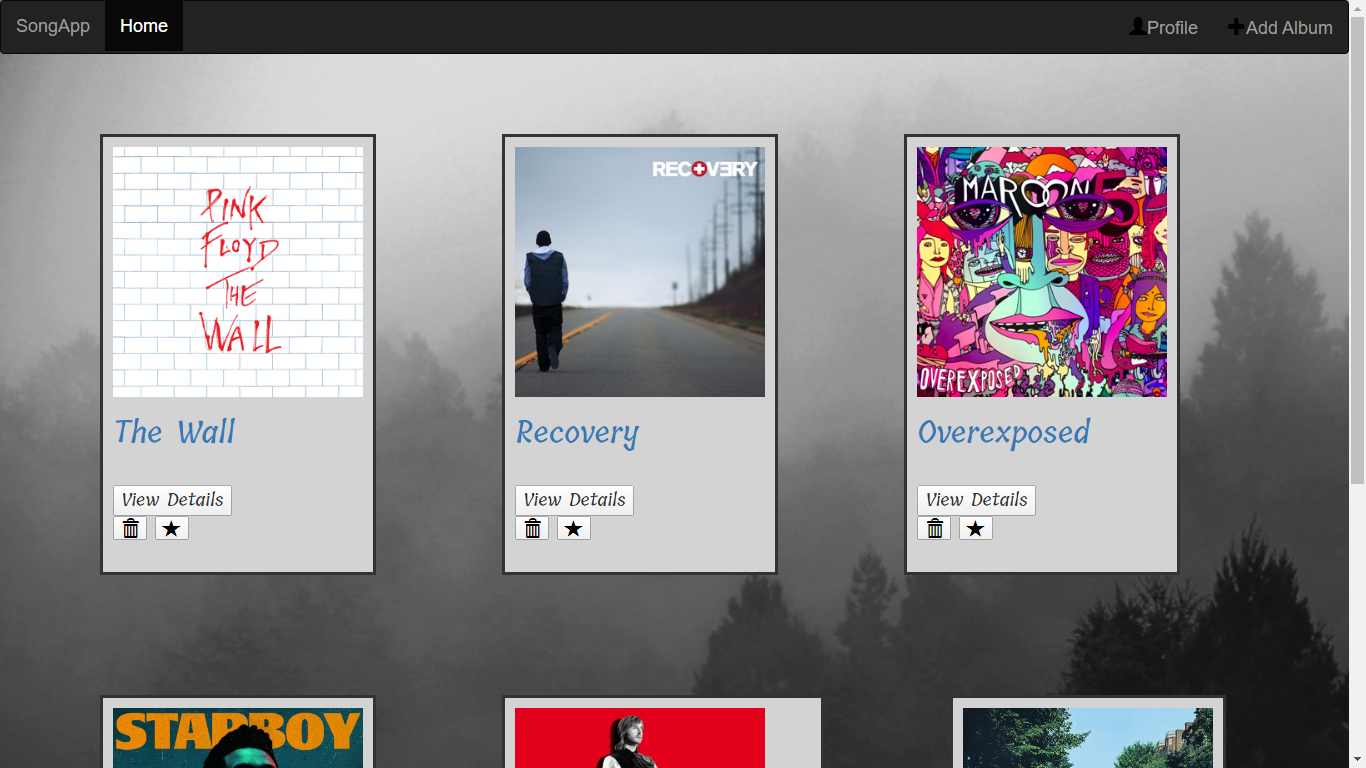 SongApp
Home
Profile
Add Album
PINK
FLOYD
THE
WALL
RECOVERY
MAROON 5
OVEREXPOSED
The Wall
Recovery
Overexposed
View Details
View Details
View Details
STARBOY